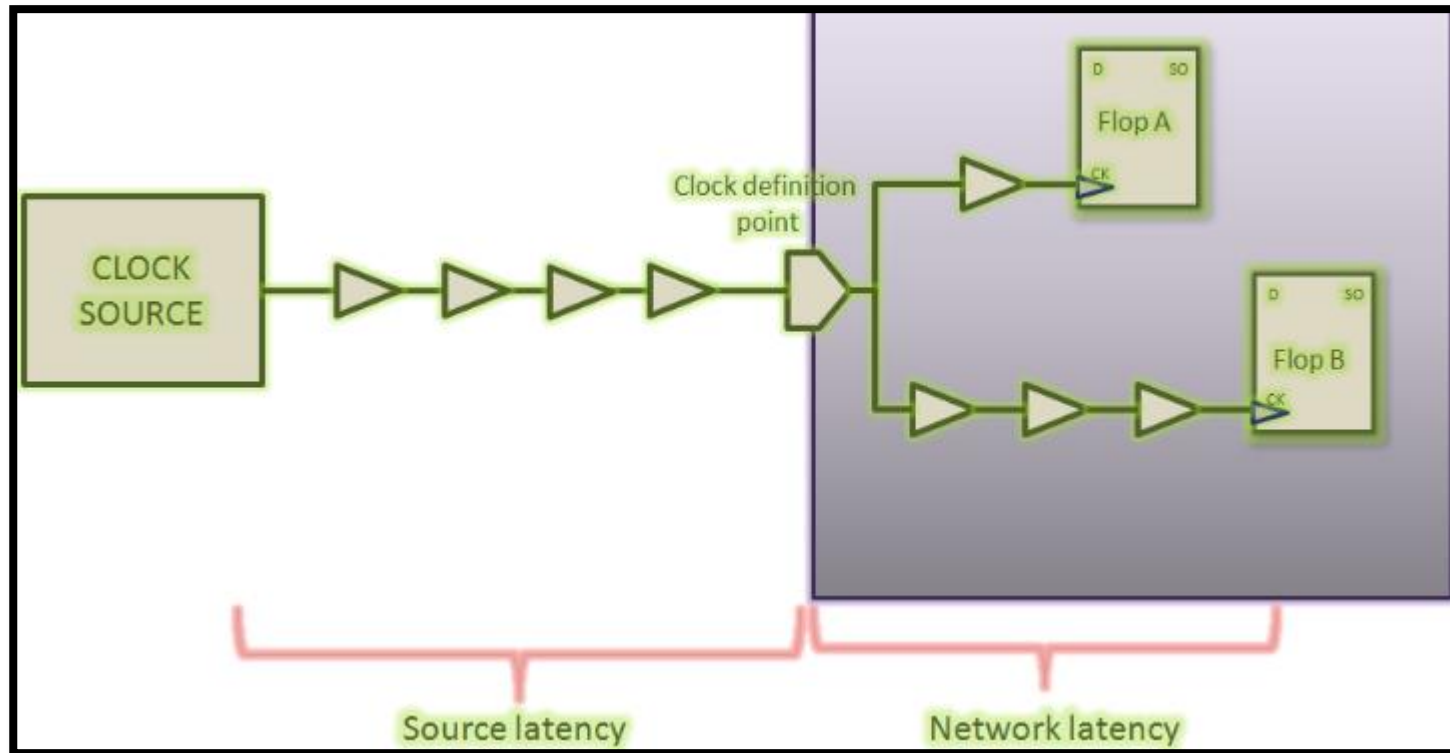 CLOCK
SOURCE
Clock definition
point
D SO
Flop A
CK
D SO
Flop B
CK
Source latency
Network latency